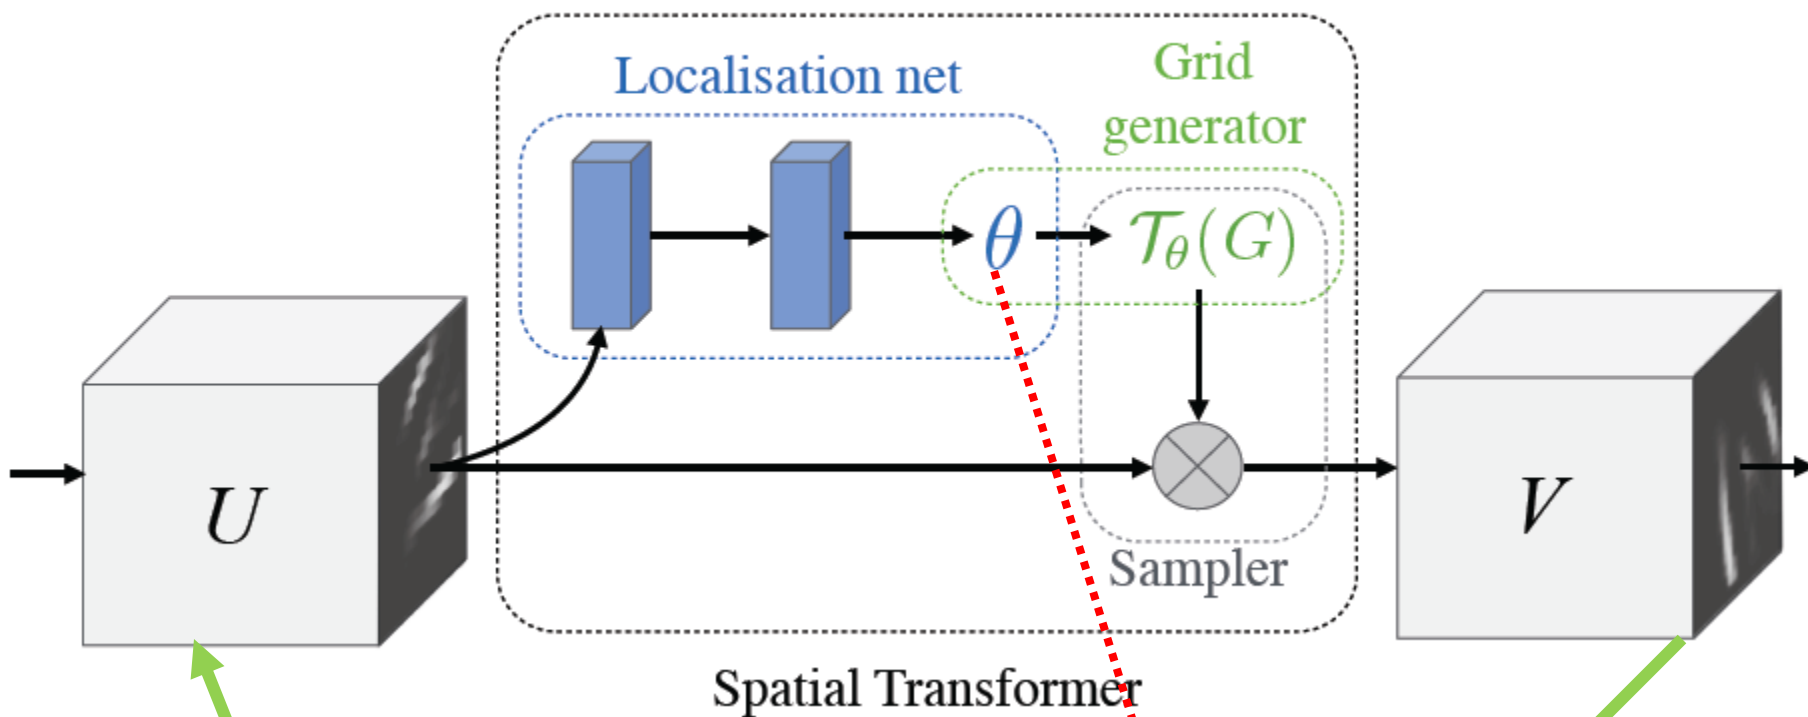 Localisation net
Grid
generator
θ
𝒯θ(G)
U
V
Sampler
Spatial Transformer